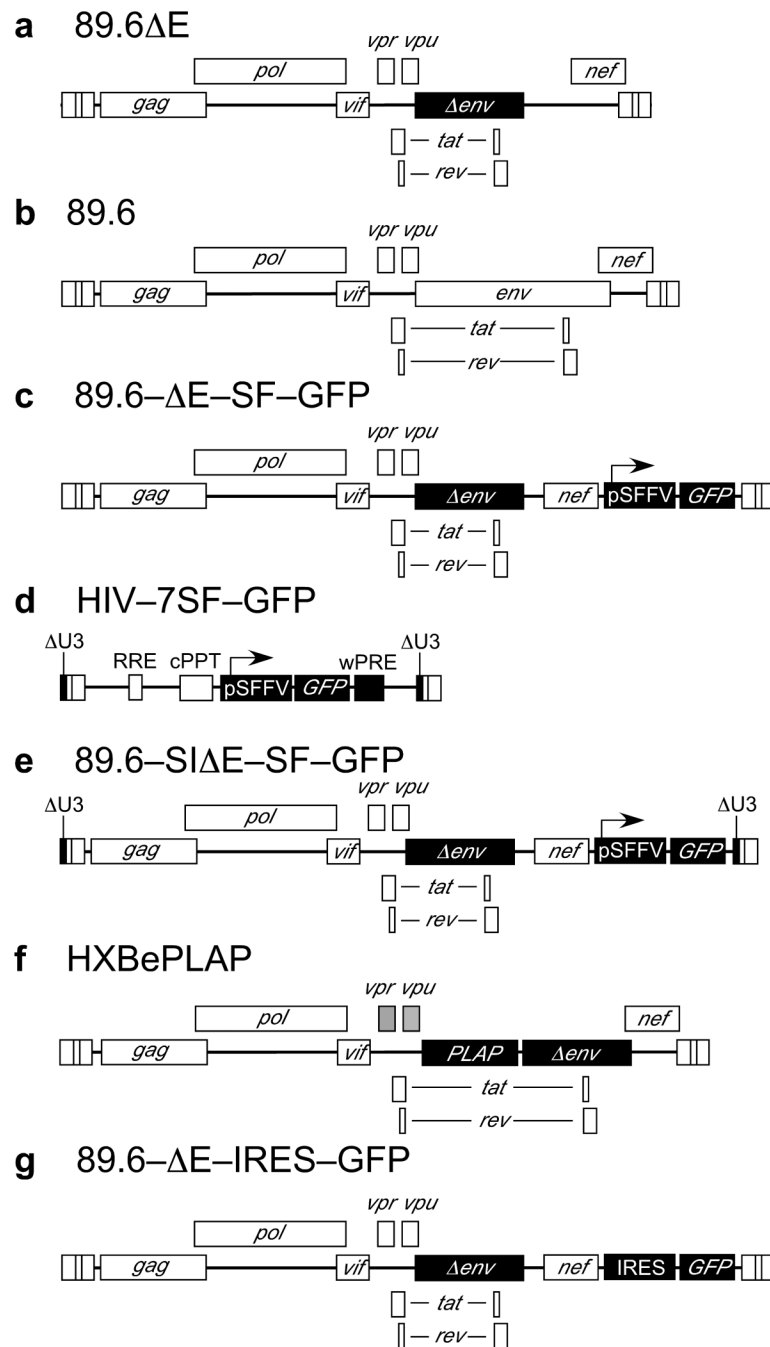 a 89.6ΔE
vpr vpu
pol nef
gag vif Δenv
tat
rev
b 89.6
vpr vpu
pol nef
gag vif env
tat
rev
c 89.6–ΔE–SF–GFP
vpr vpu
pol
gag vif Δenv nef pSFFV GFP
tat
rev
d HIV–7SF–GFP
ΔU3 ΔU3
RRE cPPT wPRE
pSFFV GFP
e 89.6–SIΔE–SF–GFP
vpr vpu
ΔU3 pol ΔU3
gag vif Δenv nef pSFFV GFP
tat
rev
f HXBePLAP
vpr vpu
pol nef
gag vif PLAP Δenv
tat
rev
g 89.6–ΔE–IRES–GFP
vpr vpu
pol
gag vif Δenv nef IRES GFP
tat
rev